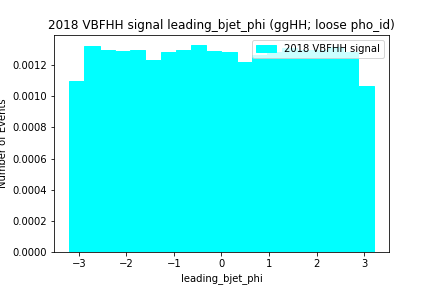 2018 VBFHH signal leading_bjet_phi (ggHH; loose pho_id)
2018 VBFHH signal
Number of Events
0.0012
0.0010
0.0008
0.0006
0.0004
0.0002
0.0000
−3 −2 −1 0 1 2 3
leading_bjet_phi